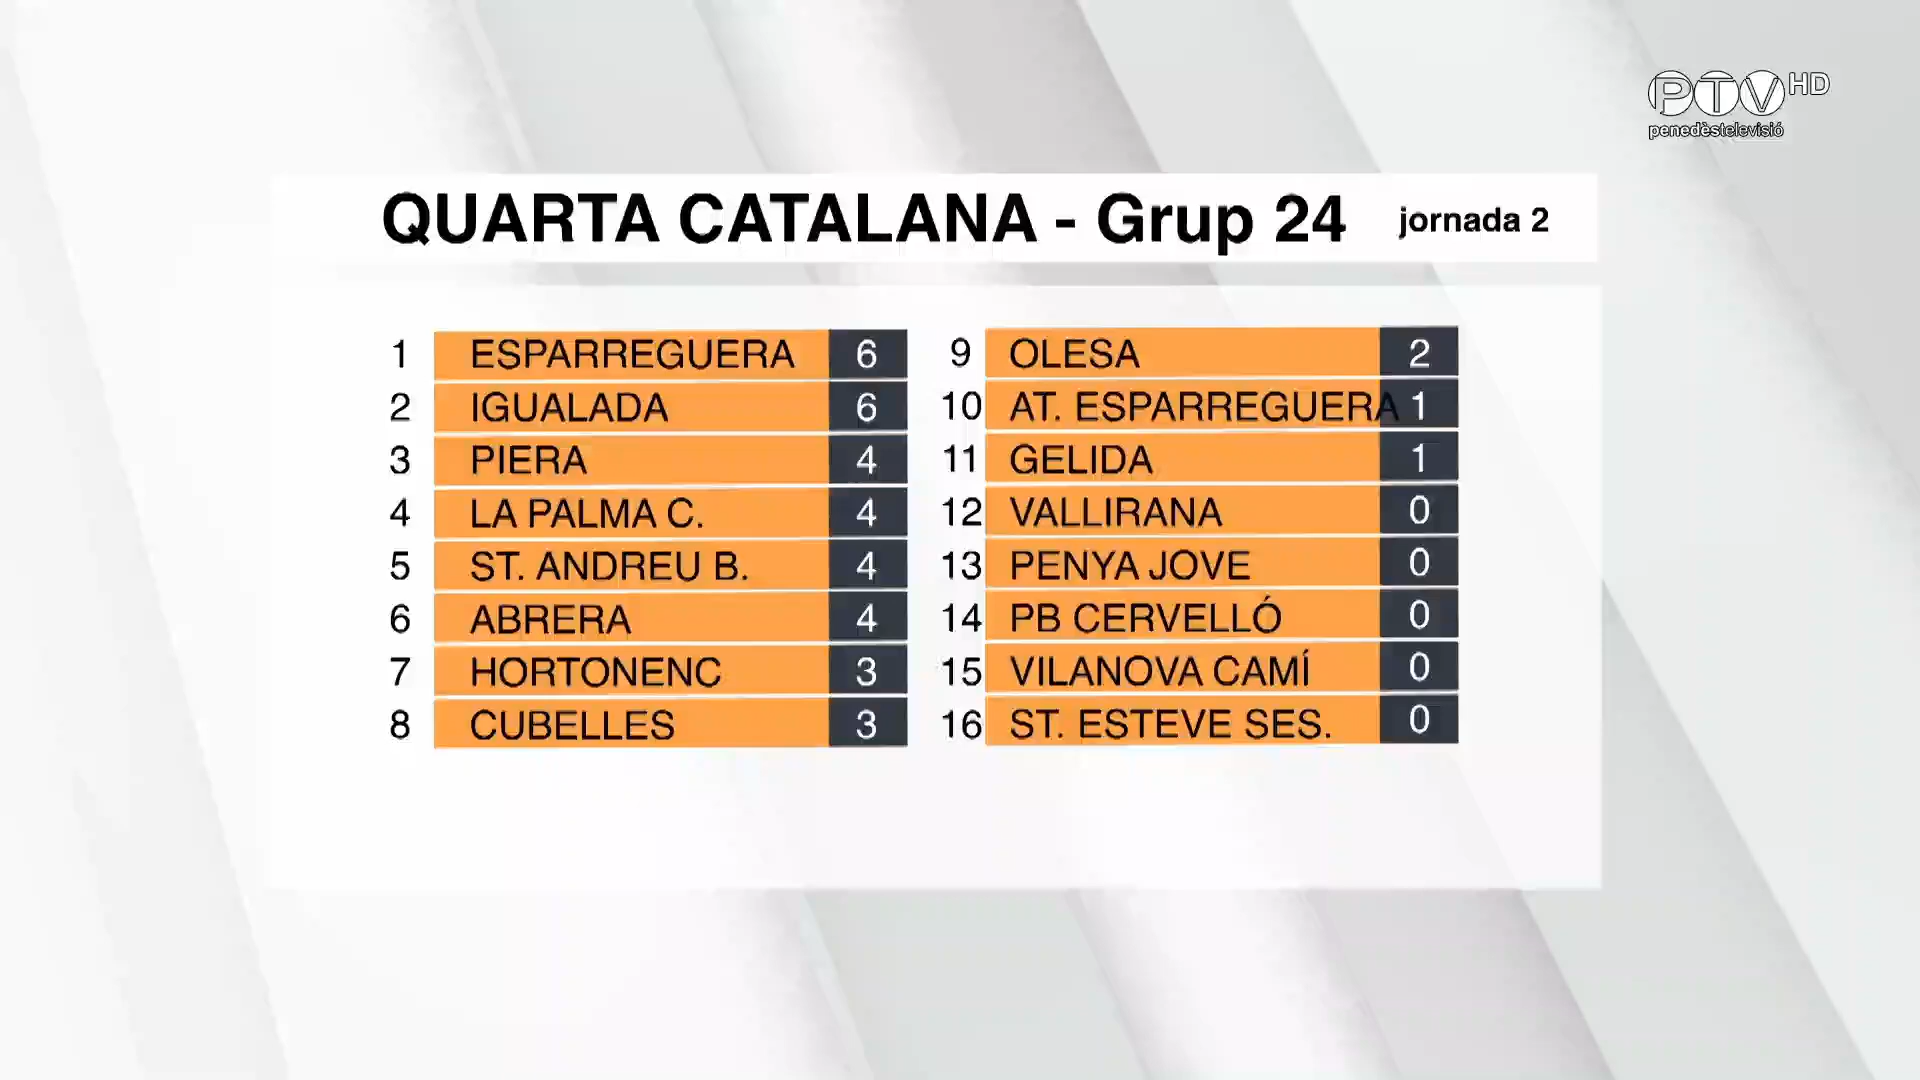 PTV HD
penedèstelevisió
QUARTA CATALANA - Grup 24 jornada 2
1 ESPARREGUERA 6
2 IGUALADA 6
3 PIERA 4
4 LA PALMA C. 4
5 ST. ANDREU B. 4
6 ABRERA 4
7 HORTONENC 3
8 CUBELLES 3
9 OLESA 2
10 AT. ESPARREGUERA 1
11 GELIDA 1
12 VALLIRANA 0
13 PENYA JOVE 0
14 PB CERVELLÓ 0
15 VILANOVA CAMÍ 0
16 ST. ESTEVE SES. 0